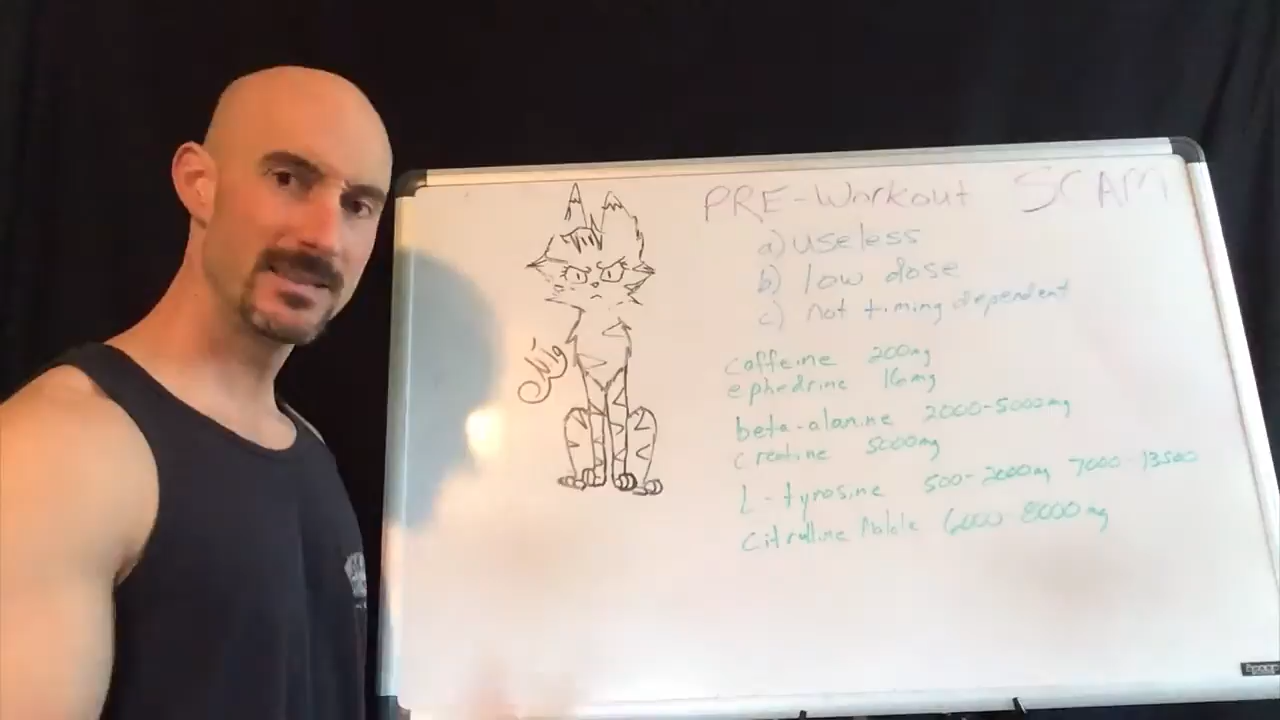 PRE-Workout SCAM
a) useless
b) low dose
c) not timing dependent
caffeine 200mg
ephedrine 16mg
beta-alanine 2000-5000mg
creatine 5000mg
L-tyrosine 500-2000mg 7000-13500
Citrulline Malate 6000-8000mg